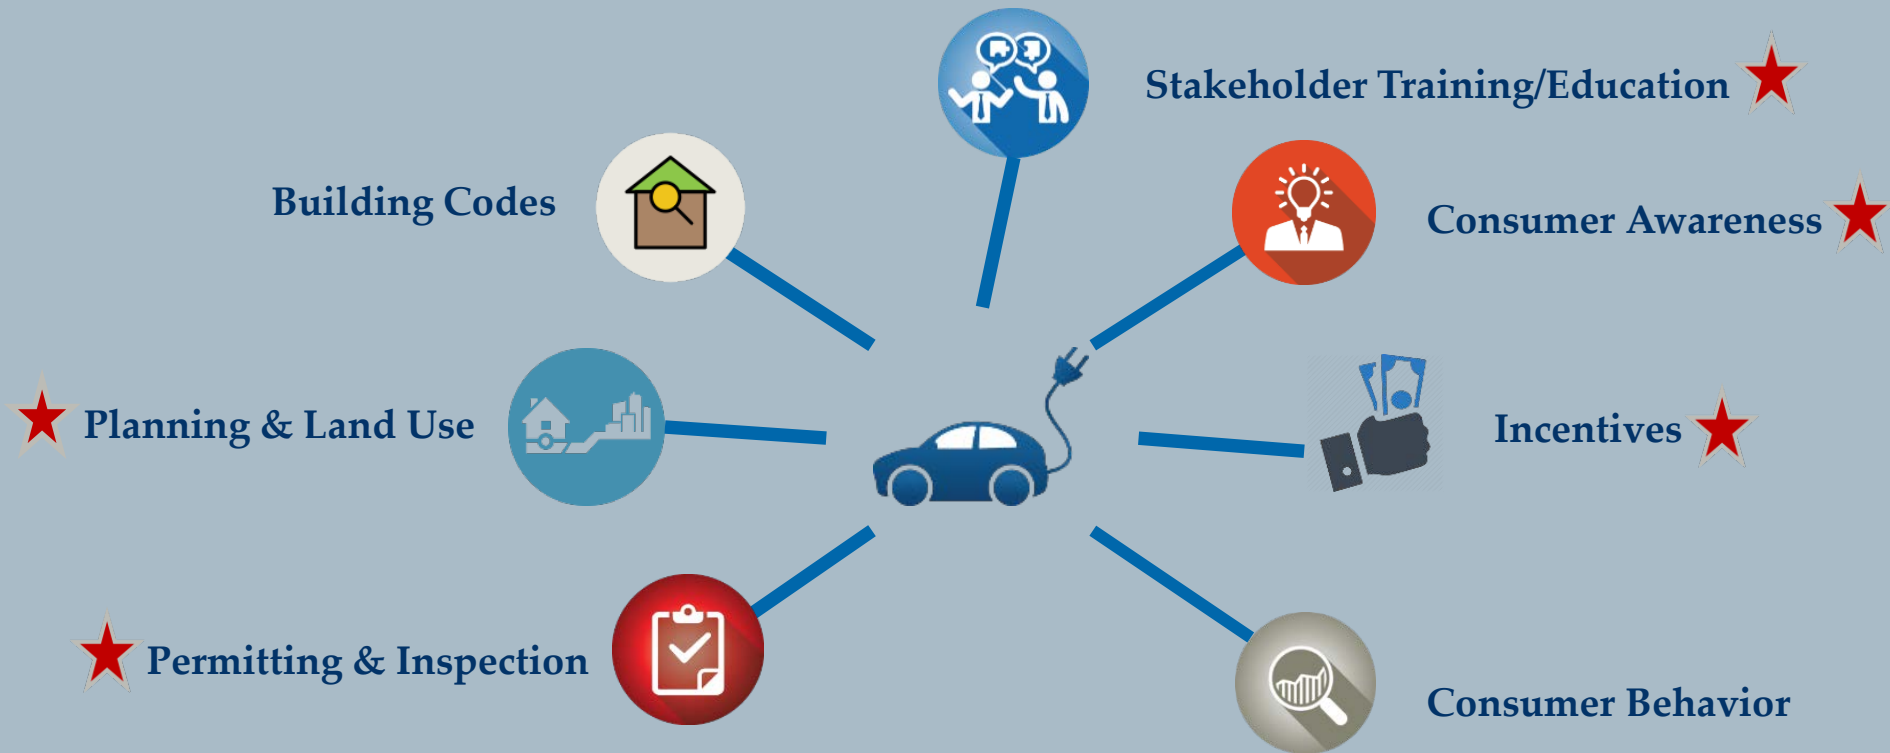 Stakeholder Training/Education
Building Codes
Consumer Awareness
Planning & Land Use
Incentives
Permitting & Inspection
Consumer Behavior